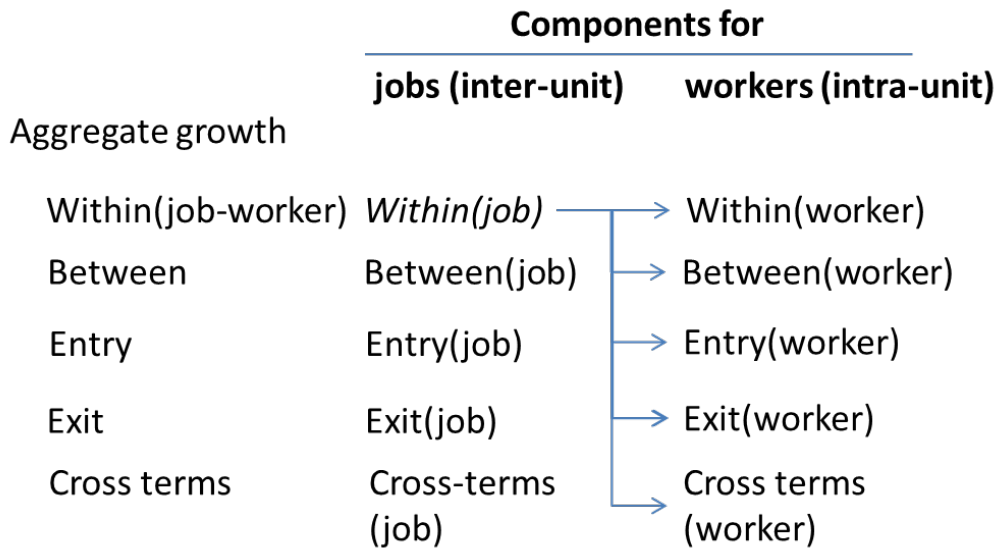 Components for
jobs (inter-unit) workers (intra-unit)
Aggregate growth
Within(job-worker) Within(job) Within(worker)
Between Between(job) Between(worker)
Entry Entry(job) Entry(worker)
Exit Exit(job) Exit(worker)
Cross terms Cross-terms Cross terms
(job) (worker)